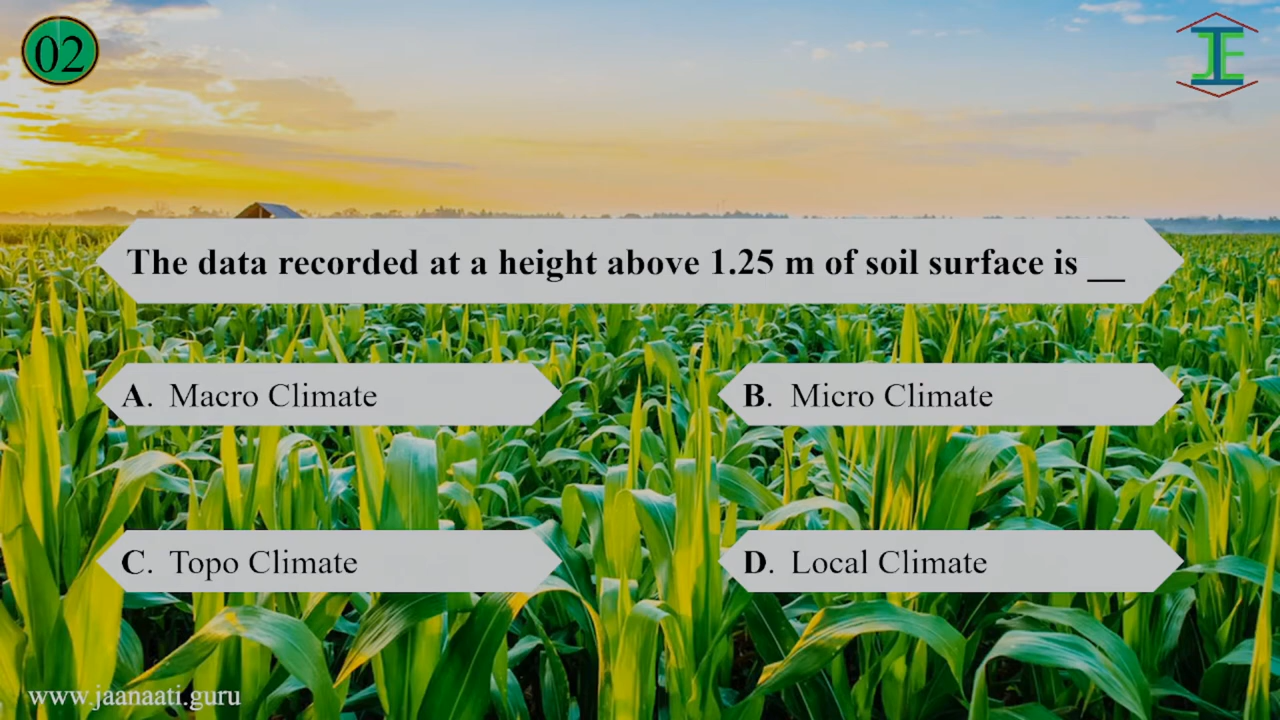 02
IE
The data recorded at a height above 1.25 m of soil surface is __
A. Macro Climate
B. Micro Climate
C. Topo Climate
D. Local Climate
www.jaanaati.guru